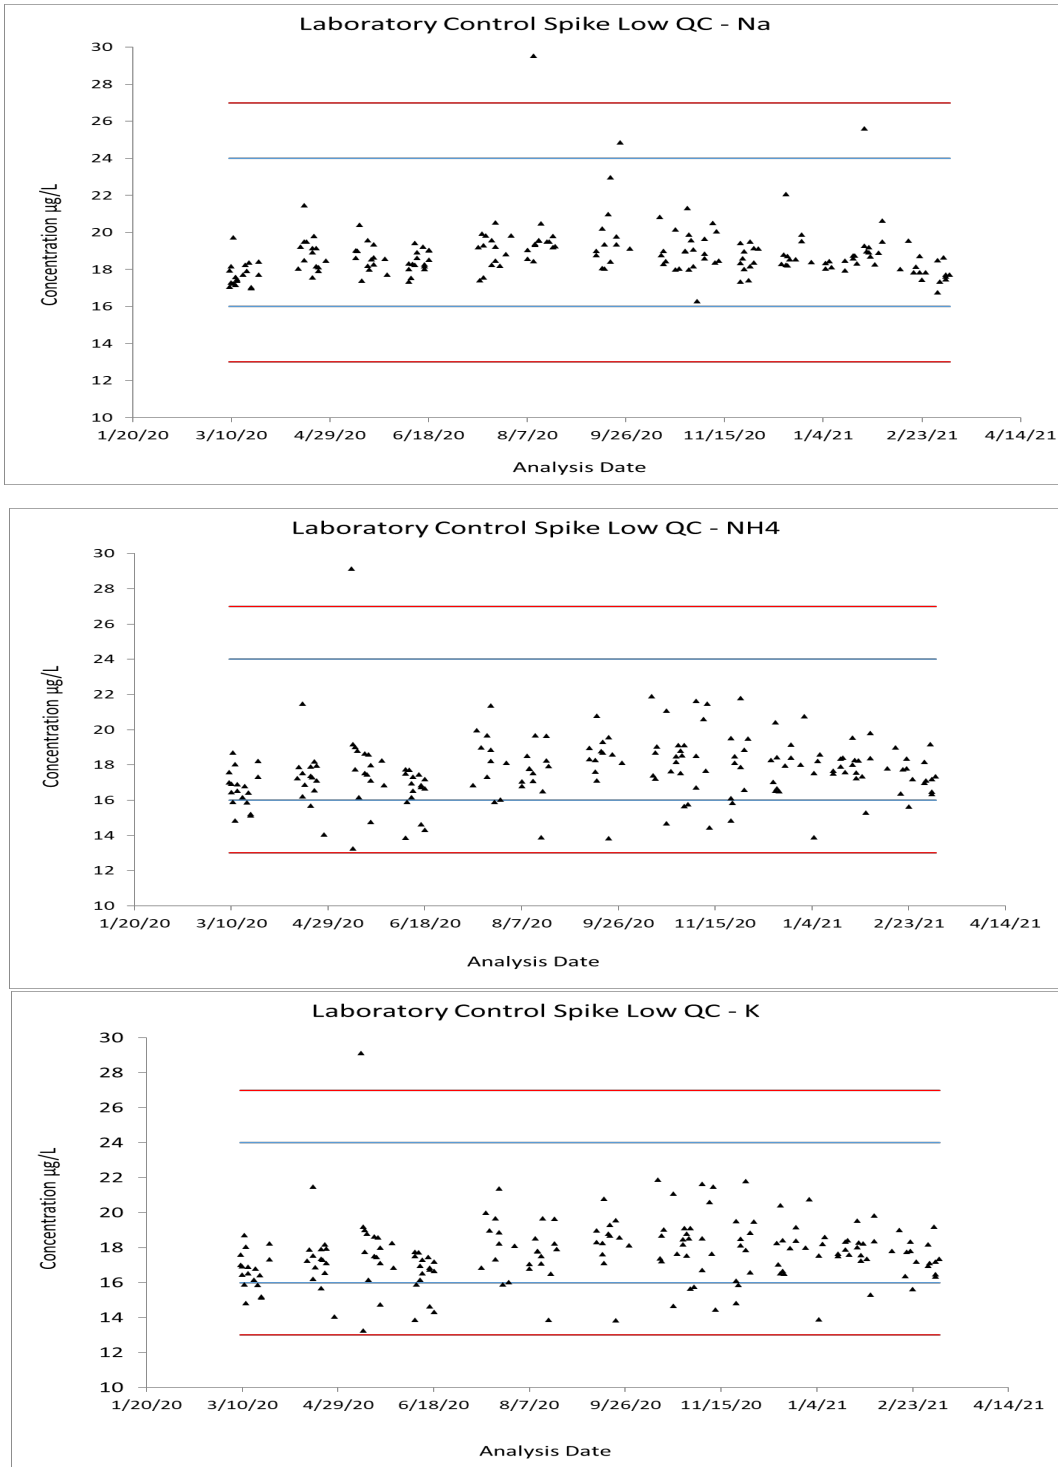 Laboratory Control Spike Low QC - Na
30
28
26
24
22
20
18
16
14
12
10
Concentration µg/L
1/20/20 3/10/20 4/29/20 6/18/20 8/7/20 9/26/20 11/15/20 1/4/21 2/23/21 4/14/21
Analysis Date
Laboratory Control Spike Low QC - NH4
30
28
26
24
22
20
18
16
14
12
10
Concentration µg/L
1/20/20 3/10/20 4/29/20 6/18/20 8/7/20 9/26/20 11/15/20 1/4/21 2/23/21 4/14/21
Analysis Date
Laboratory Control Spike Low QC - K
30
28
26
24
22
20
18
16
14
12
10
Concentration µg/L
1/20/20 3/10/20 4/29/20 6/18/20 8/7/20 9/26/20 11/15/20 1/4/21 2/23/21 4/14/21
Analysis Date